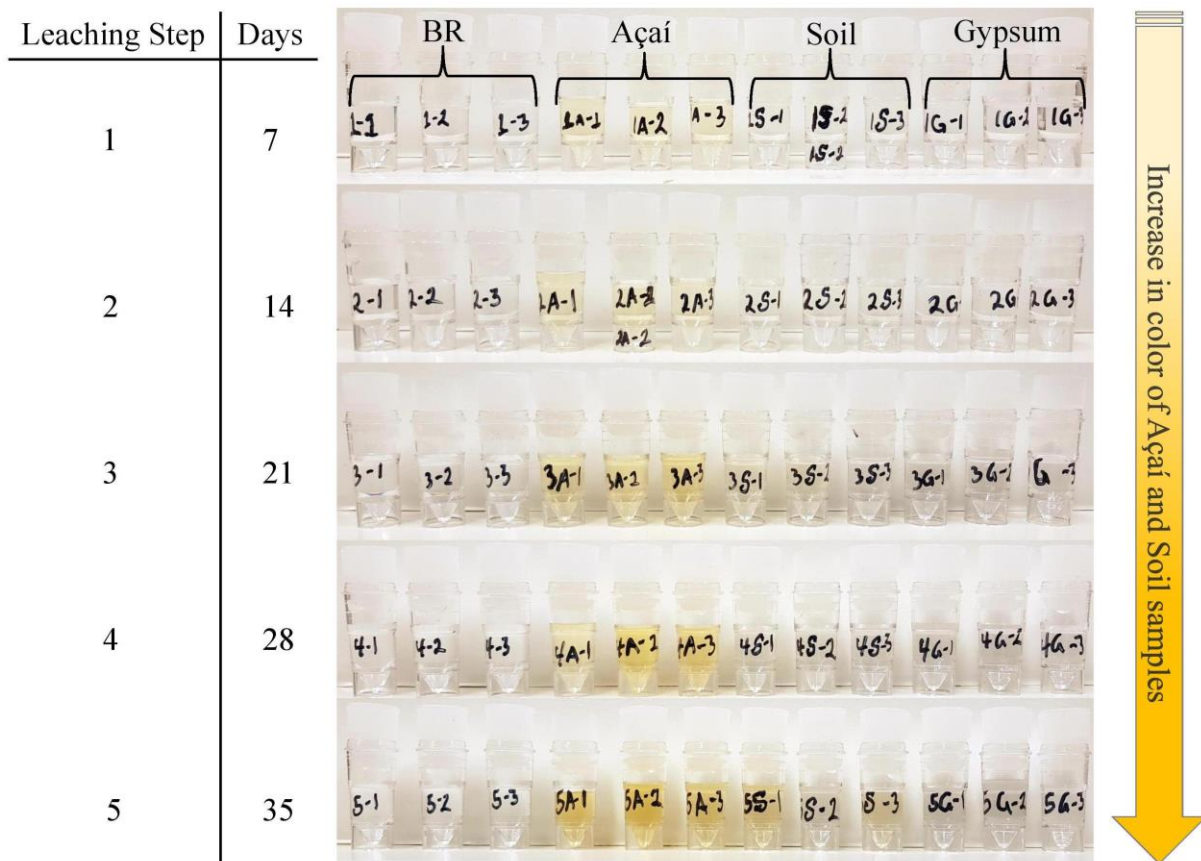 Leaching Step Days BR Açaí Soil Gypsum
1 7 1-1 1-2 1-3 1A-1 1A-2 A-3 1S-1 1S-2 1S-3 1G-1 1G-2 1G-3
1S-2
2 14 2-1 2-2 2-3 2A-1 2A-2 2A-3 2S-1 2S-2 2S-3 2G 2G 2G-3
2A-2
3 21 3-1 3-2 3-3 3A-1 3A-2 3A-3 3S-1 3S-2 3S-3 3G-1 3G-2 G-3
4 28 4-1 4-2 4-3 4A-1 4A-2 4A-3 4S-1 4S-2 4S-3 4G-1 4G-2 4G-3
5 35 5-1 5-2 5-3 5A-1 5A-2 5A-3 5S-1 S-2 S-3 5G-1 5G-2 5G-3
Increase in color of Açaí and Soil samples